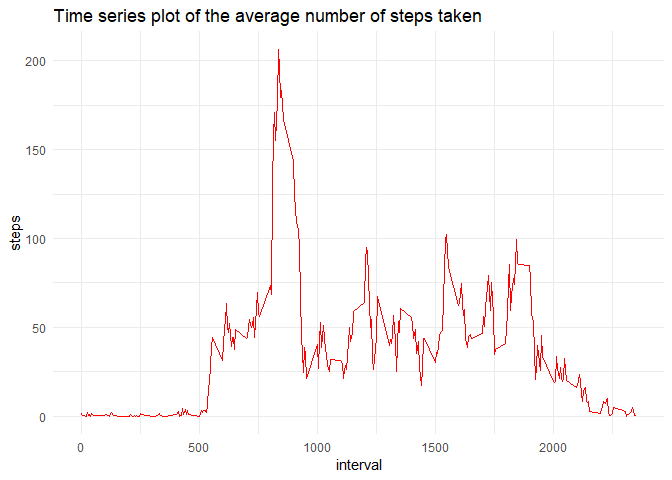 Time series plot of the average number of steps taken
200
150
100
50
0
steps
0 500 1000 1500 2000
interval